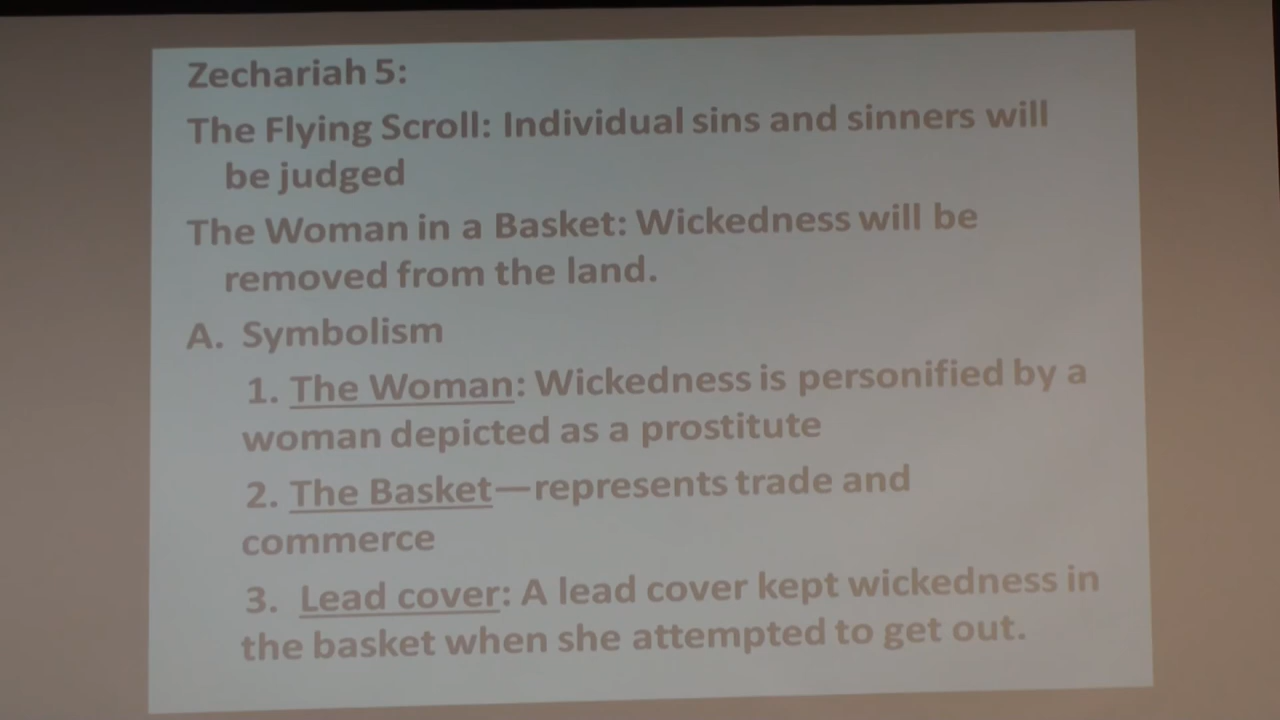 Zechariah 5:
The Flying Scroll: Individual sins and sinners will
be judged
The Woman in a Basket: Wickedness will be
removed from the land.
A. Symbolism
1. The Woman: Wickedness is personified by a
woman depicted as a prostitute
2. The Basket—represents trade and
commerce
3. Lead cover: A lead cover kept wickedness in
the basket when she attempted to get out.